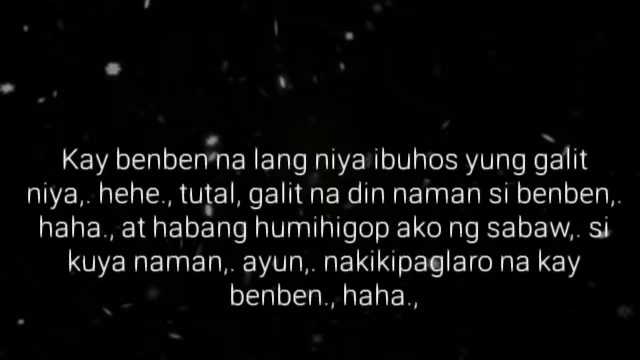 Kay benben na lang niya ibuhos yung galit
niya,. hehe., tutal, galit na din naman si benben,.
haha., at habang humihigop ako ng sabaw,. si
kuya naman,. ayun,. nakikipaglaro na kay
benben., haha.,